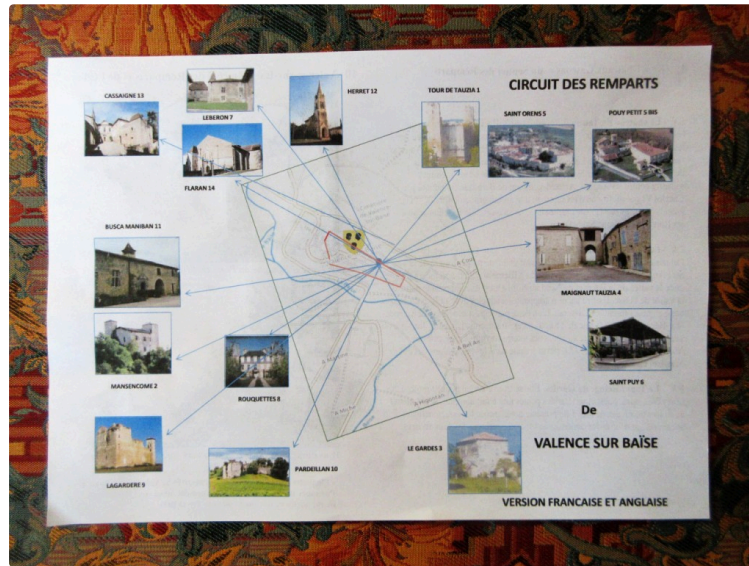 CIRCUIT DES REMPARTS
CASSAIGNE 13
LEBERON 7
HERRET 12
TOUR DE TAUZIA 1
SAINT ORENS 5
POUY PETIT 5 BIS
FLARAN 14
BUSCA MANIBAN 11
MAIGNAUT TAUZIA 4
MANSENCOME 2
ROUQUETTES 8
SAINT PUY 6
LAGARDERE 9
PARDEILLAN 10
LE GARDES 3
De
VALENCE SUR BAÏSE
VERSION FRANCAISE ET ANGLAISE